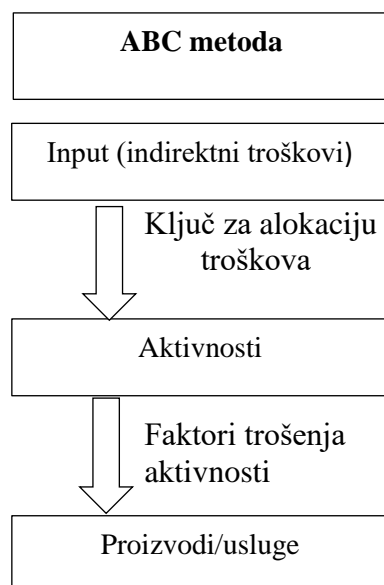 ABC metoda
Input (indirektni troškovi)
Ključ za alokaciju
troškova
Aktivnosti
Faktori trošenja
aktivnosti
Proizvodi/usluge